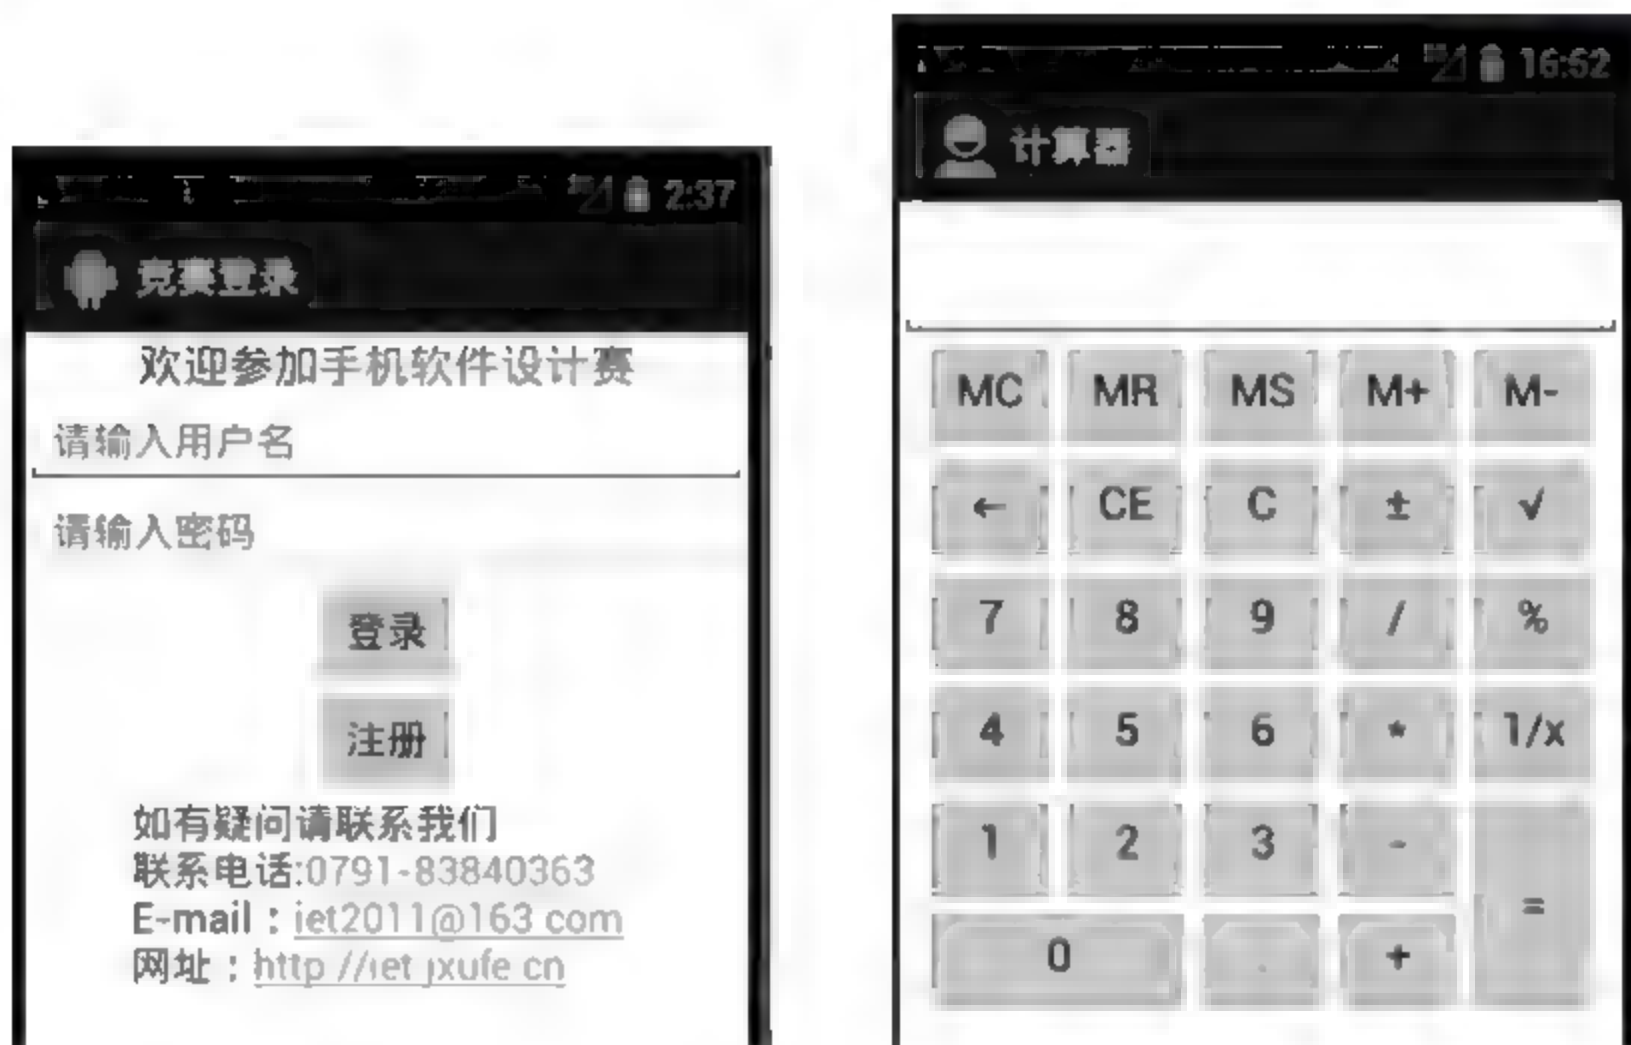 2:37
竞赛登录
欢迎参加手机软件设计赛
请输入用户名
请输入密码
登录
注册
如有疑问请联系我们
联系电话:0791-83840363
E-mail：iet2011@163 com
网址：http //iet jxufe cn
16:52
计算器
MC MR MS M+ M-
← CE C ± √
7 8 9 / %
4 5 6 * 1/x
1 2 3 -
=
0 . +